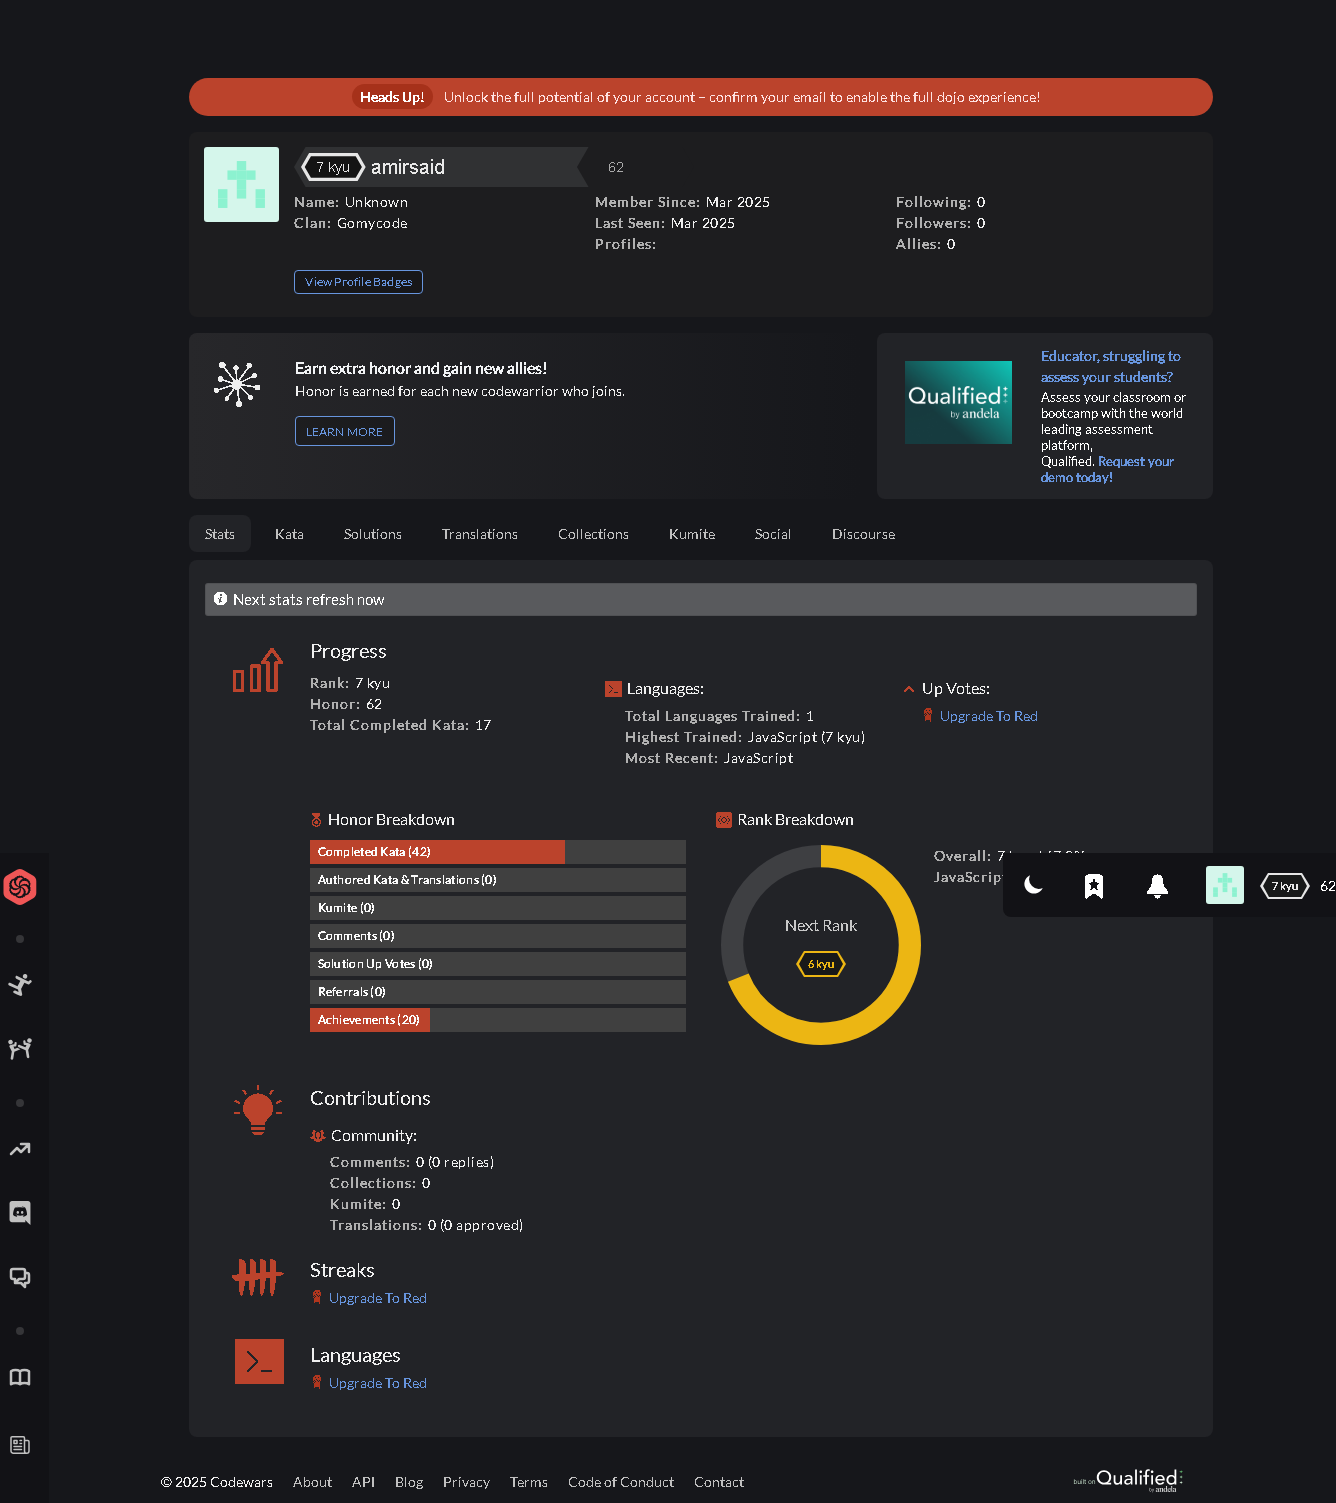 Heads Up! Unlock the full potential of your account – confirm your email to enable the full dojo experience!
7 kyu amirsaid 62
Name: Unknown
Clan: Gomycode
Member Since: Mar 2025
Last Seen: Mar 2025
Profiles:
Following: 0
Followers: 0
Allies: 0
View Profile Badges
Earn extra honor and gain new allies!
Honor is earned for each new codewarrior who joins.
LEARN MORE
Qualified
by andela
Educator, struggling to
assess your students?
Assess your classroom or
bootcamp with the world
leading assessment
platform,
Qualified. Request your
demo today!
Stats Kata Solutions Translations Collections Kumite Social Discourse
Next stats refresh now
Progress
Rank: 7 kyu
Honor: 62
Total Completed Kata: 17
Languages:
Total Languages Trained: 1
Highest Trained: JavaScript (7 kyu)
Most Recent: JavaScript
Up Votes:
Upgrade To Red
Honor Breakdown
Completed Kata (42)
Authored Kata & Translations (0)
Kumite (0)
Comments (0)
Solution Up Votes (0)
Referrals (0)
Achievements (20)
Rank Breakdown
Next Rank
6 kyu
Overall: 7
JavaScrip
7 kyu 62
Contributions
Community:
Comments: 0 (0 replies)
Collections: 0
Kumite: 0
Translations: 0 (0 approved)
Streaks
Upgrade To Red
Languages
Upgrade To Red
© 2025 Codewars About API Blog Privacy Terms Code of Conduct Contact
built on Qualified
by andela